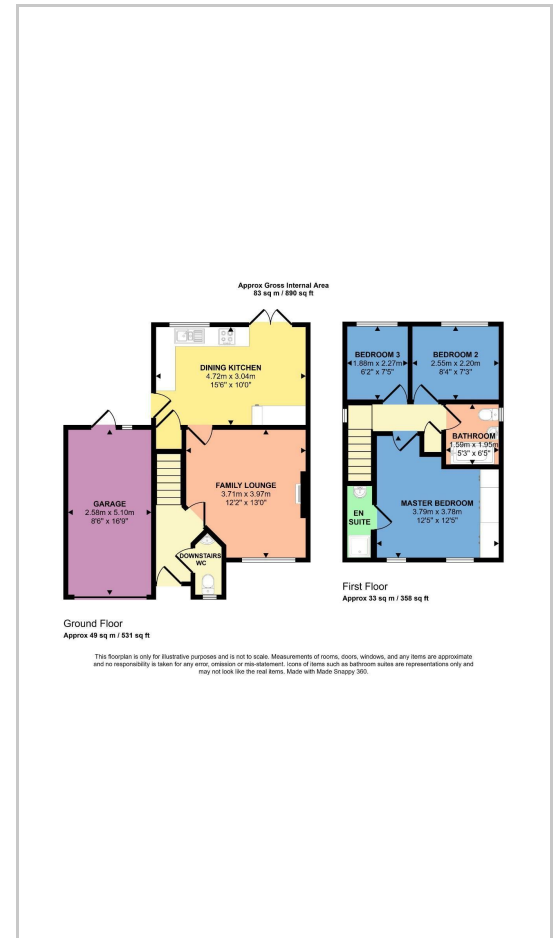 Approx Gross Internal Area
83 sq m / 890 sq ft
DINING KITCHEN
4.72m x 3.04m
15'6" x 10'0"
GARAGE
2.58m x 5.10m
8'6" x 16'9"
FAMILY LOUNGE
3.71m x 3.97m
12'2" x 13'0"
DOWNSTAIRS
WC
Ground Floor
Approx 49 sq m / 531 sq ft
BEDROOM 3
1.88m x 2.27m
6'2" x 7'5"
BEDROOM 2
2.55m x 2.20m
8'4" x 7'3"
BATHROOM
1.59m x 1.95m
5'3" x 6'5"
MASTER BEDROOM
3.79m x 3.78m
12'5" x 12'5"
EN
SUITE
First Floor
Approx 33 sq m / 358 sq ft
This floorplan is only for illustrative purposes and is not to scale. Measurements of rooms, doors, windows, and any items are approximate
and no responsibility is taken for any error, omission or mis-statement. Icons of items such as bathroom suites are representations only and
may not look like the real items. Made with Made Snappy 360.